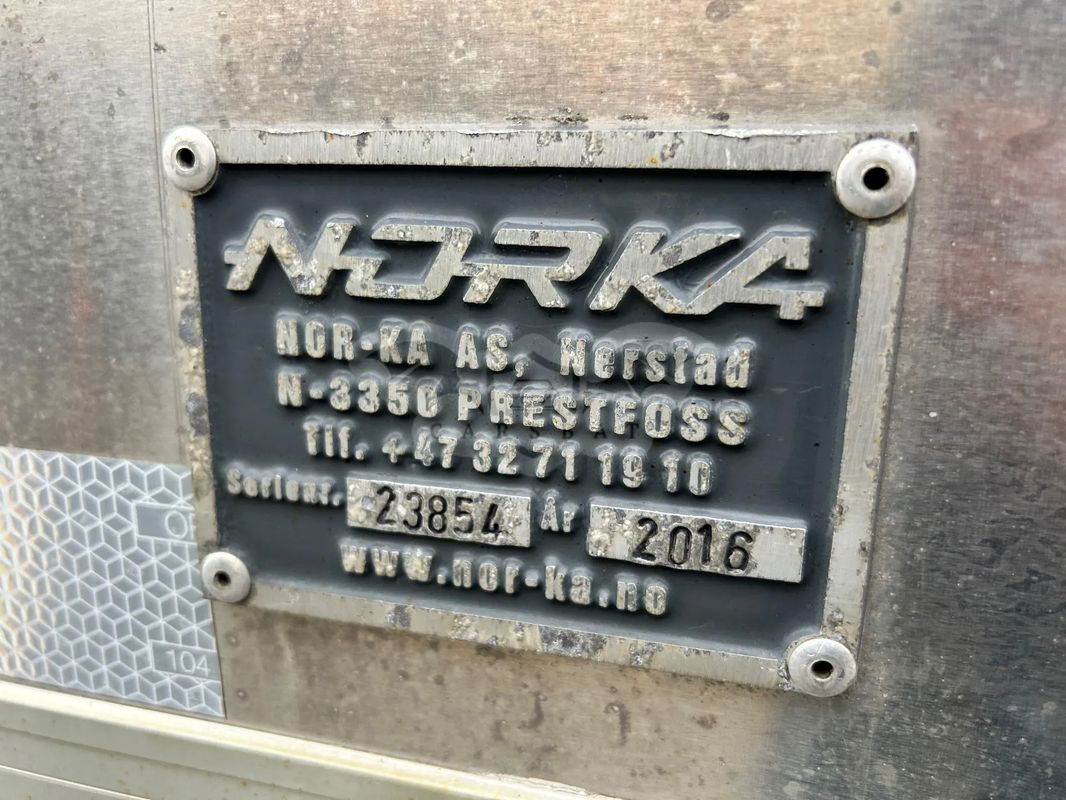 NORKA
NOR-KA AS, Nerstad
N-3350 PRESTFOSS
Tlf. +47 32 71 19 10
Serienr. 23854 År 2016
www.nor-ka.no
104
CARSBAT